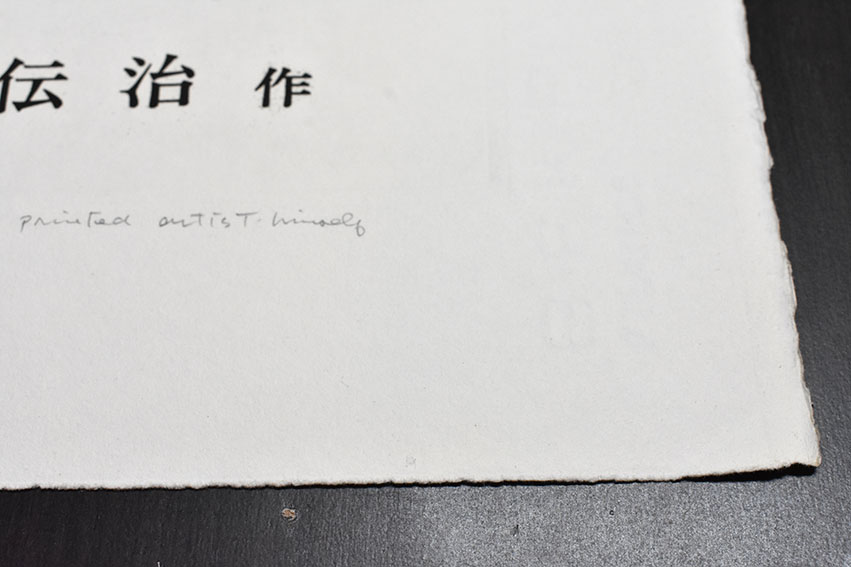 伝治作
printed artist himself